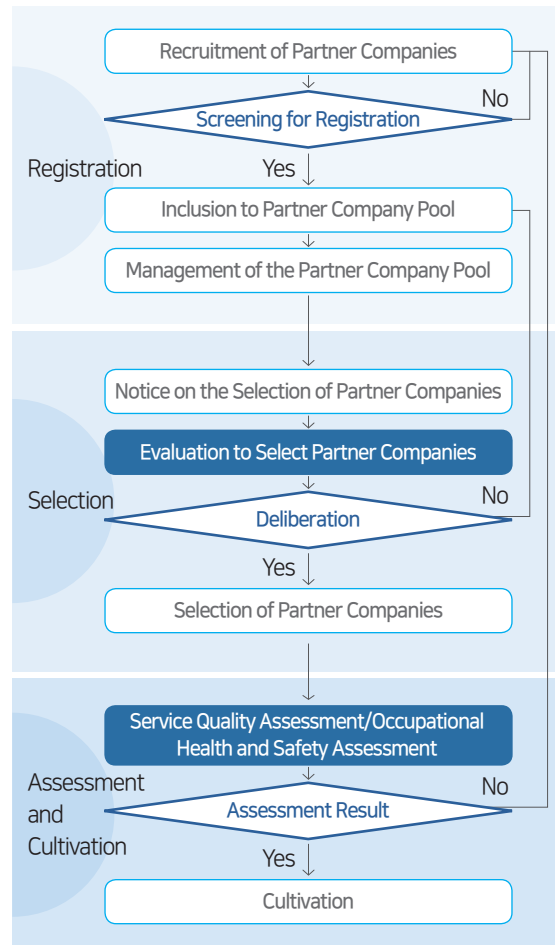 Recruitment of Partner Companies
No
Screening for Registration
Registration
Yes
Inclusion to Partner Company Pool
Management of the Partner Company Pool
Notice on the Selection of Partner Companies
Evaluation to Select Partner Companies
No
Selection
Deliberation
Yes
Selection of Partner Companies
Service Quality Assessment/Occupational
Health and Safety Assessment
No
Assessment
and
Cultivation
Assessment Result
Yes
Cultivation